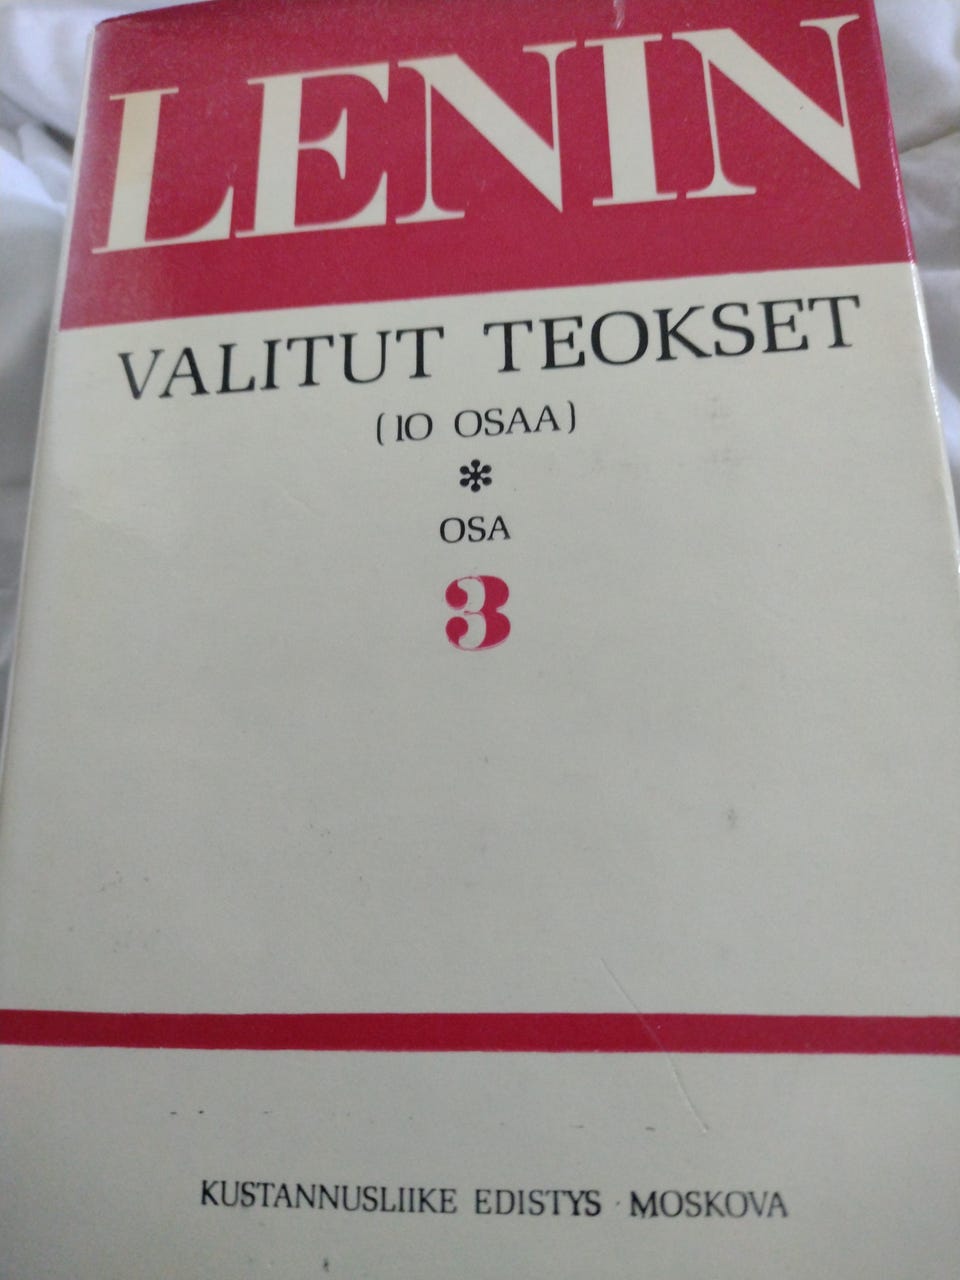 LENIN
VALITUT TEOKSET
(10 OSAA)
*
OSA
3
KUSTANNUSLIIKE EDISTYS · MOSKOVA